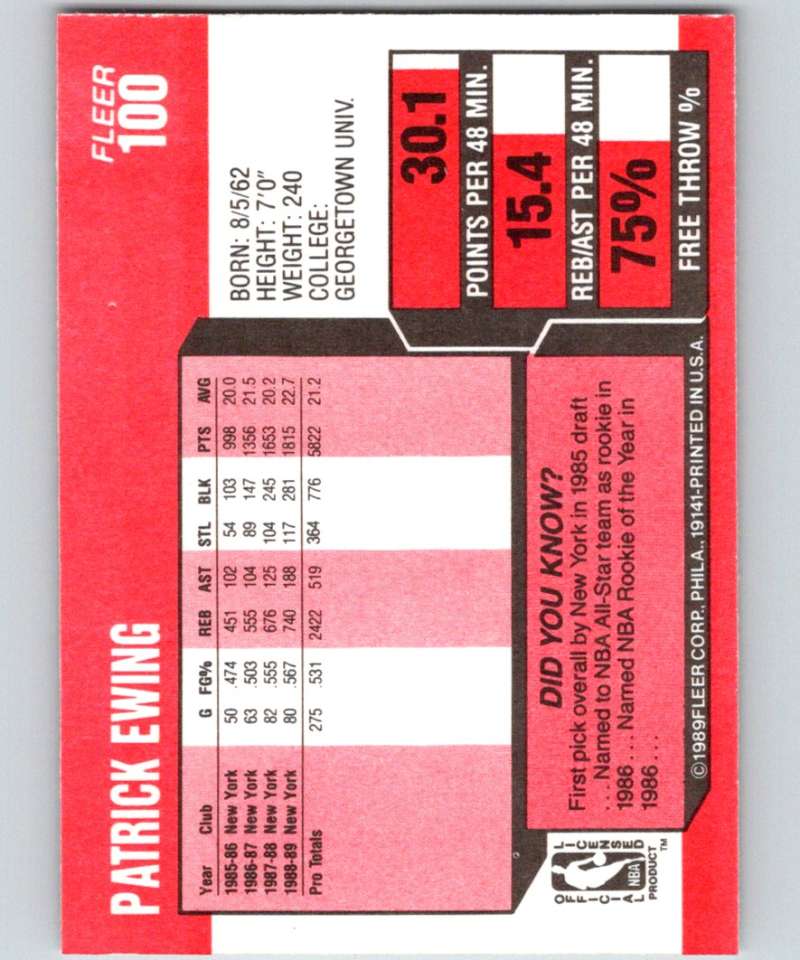 PATRICK EWING
FLEER
100
Year Club G FG% REB AST STL BLK PTS AVG
1985-86 New York 50 .474 451 102 54 103 998 20.0
1986-87 New York 63 .503 555 104 89 147 1356 21.5
1987-88 New York 82 .555 676 125 104 245 1653 20.2
1988-89 New York 80 .567 740 188 117 281 1815 22.7
Pro Totals 275 .531 2422 519 364 776 5822 21.2
BORN: 8/5/62
HEIGHT: 7'0"
WEIGHT: 240
COLLEGE:
GEORGETOWN UNIV.
30.1
POINTS PER 48 MIN.
15.4
REB/AST PER 48 MIN.
75%
FREE THROW %
DID YOU KNOW?
First pick overall by New York in 1985 draft
. . . Named to NBA All-Star team as rookie in
1986 . . . Named NBA Rookie of the Year in
1986 . . .
OFFICIAL LICENSED
NBA
PRODUCT™
©1989FLEER CORP., PHILA., 19141-PRINTED IN U.S.A.